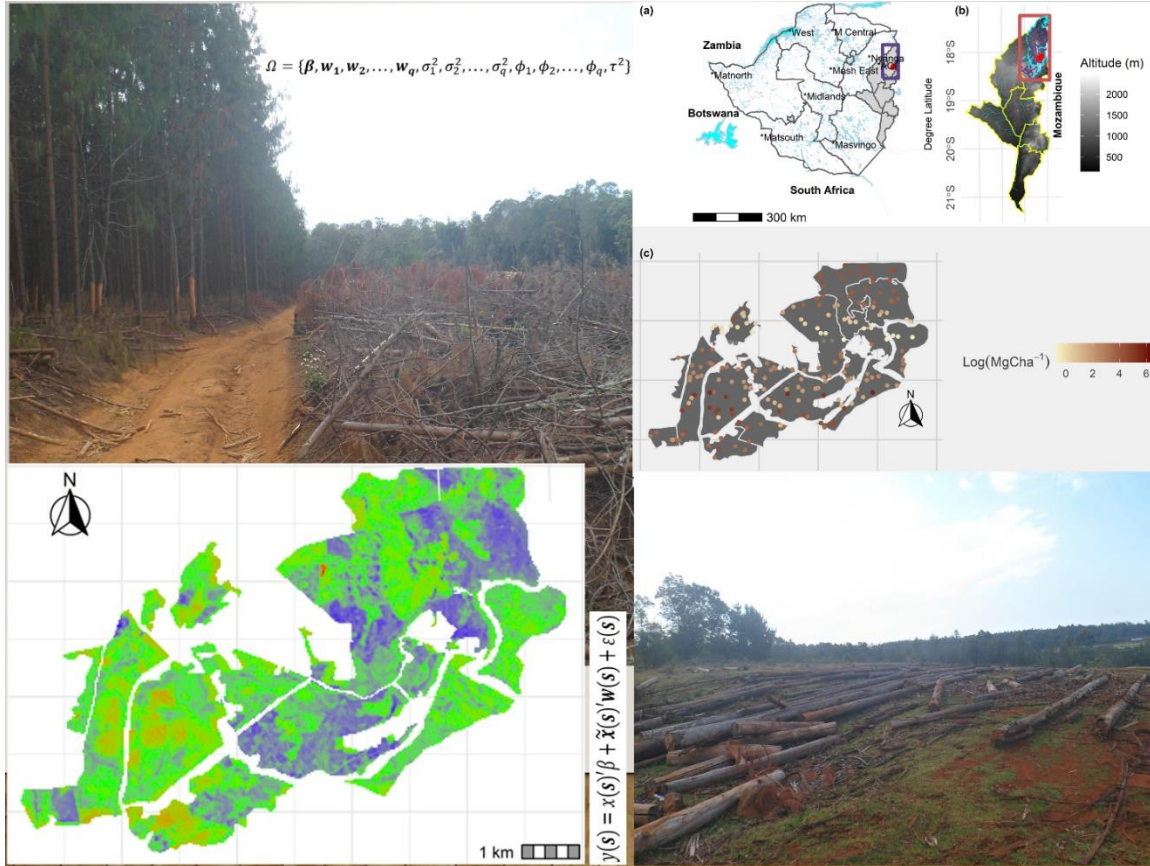 Ω = {β, w₁, w₂, ..., w_q, σ₁², σ₂², ..., σ_q², ϕ₁, ϕ₂, ..., ϕ_q, τ²}
(a)
West
*M Central
Zambia
*Matnorth
*Mash East
*Midlands
Botswana
*Matsouth
*Masvingo
South Africa
300 km
(b)
Degree Latitude
18°S
19°S
20°S
21°S
Mozambique
Altitude (m)
2000
1500
1000
500
(c)
Log(MgCha⁻¹)
0 2 4 6
N
N
1 km
y(s) = x(s)′β + x̃(s)′w(s) + ε(s)